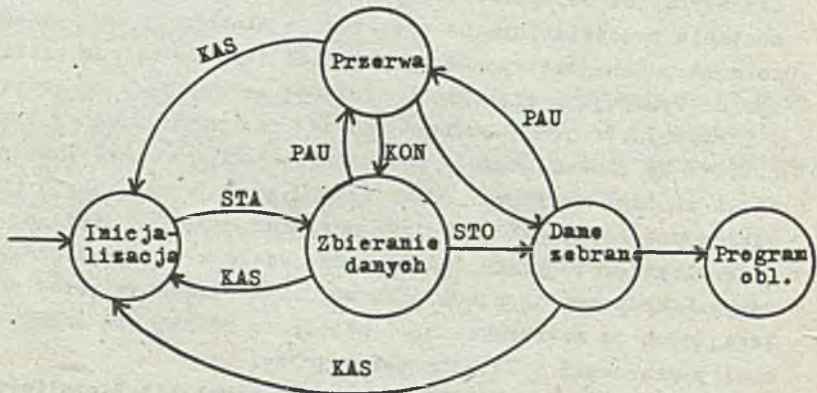 KAS
Przerwa
PAU
PAU
KON
STA
Inicja-
lizacja
Zbieranie
danych
STO
Dane
zebrane
Program
obl.
KAS
KAS